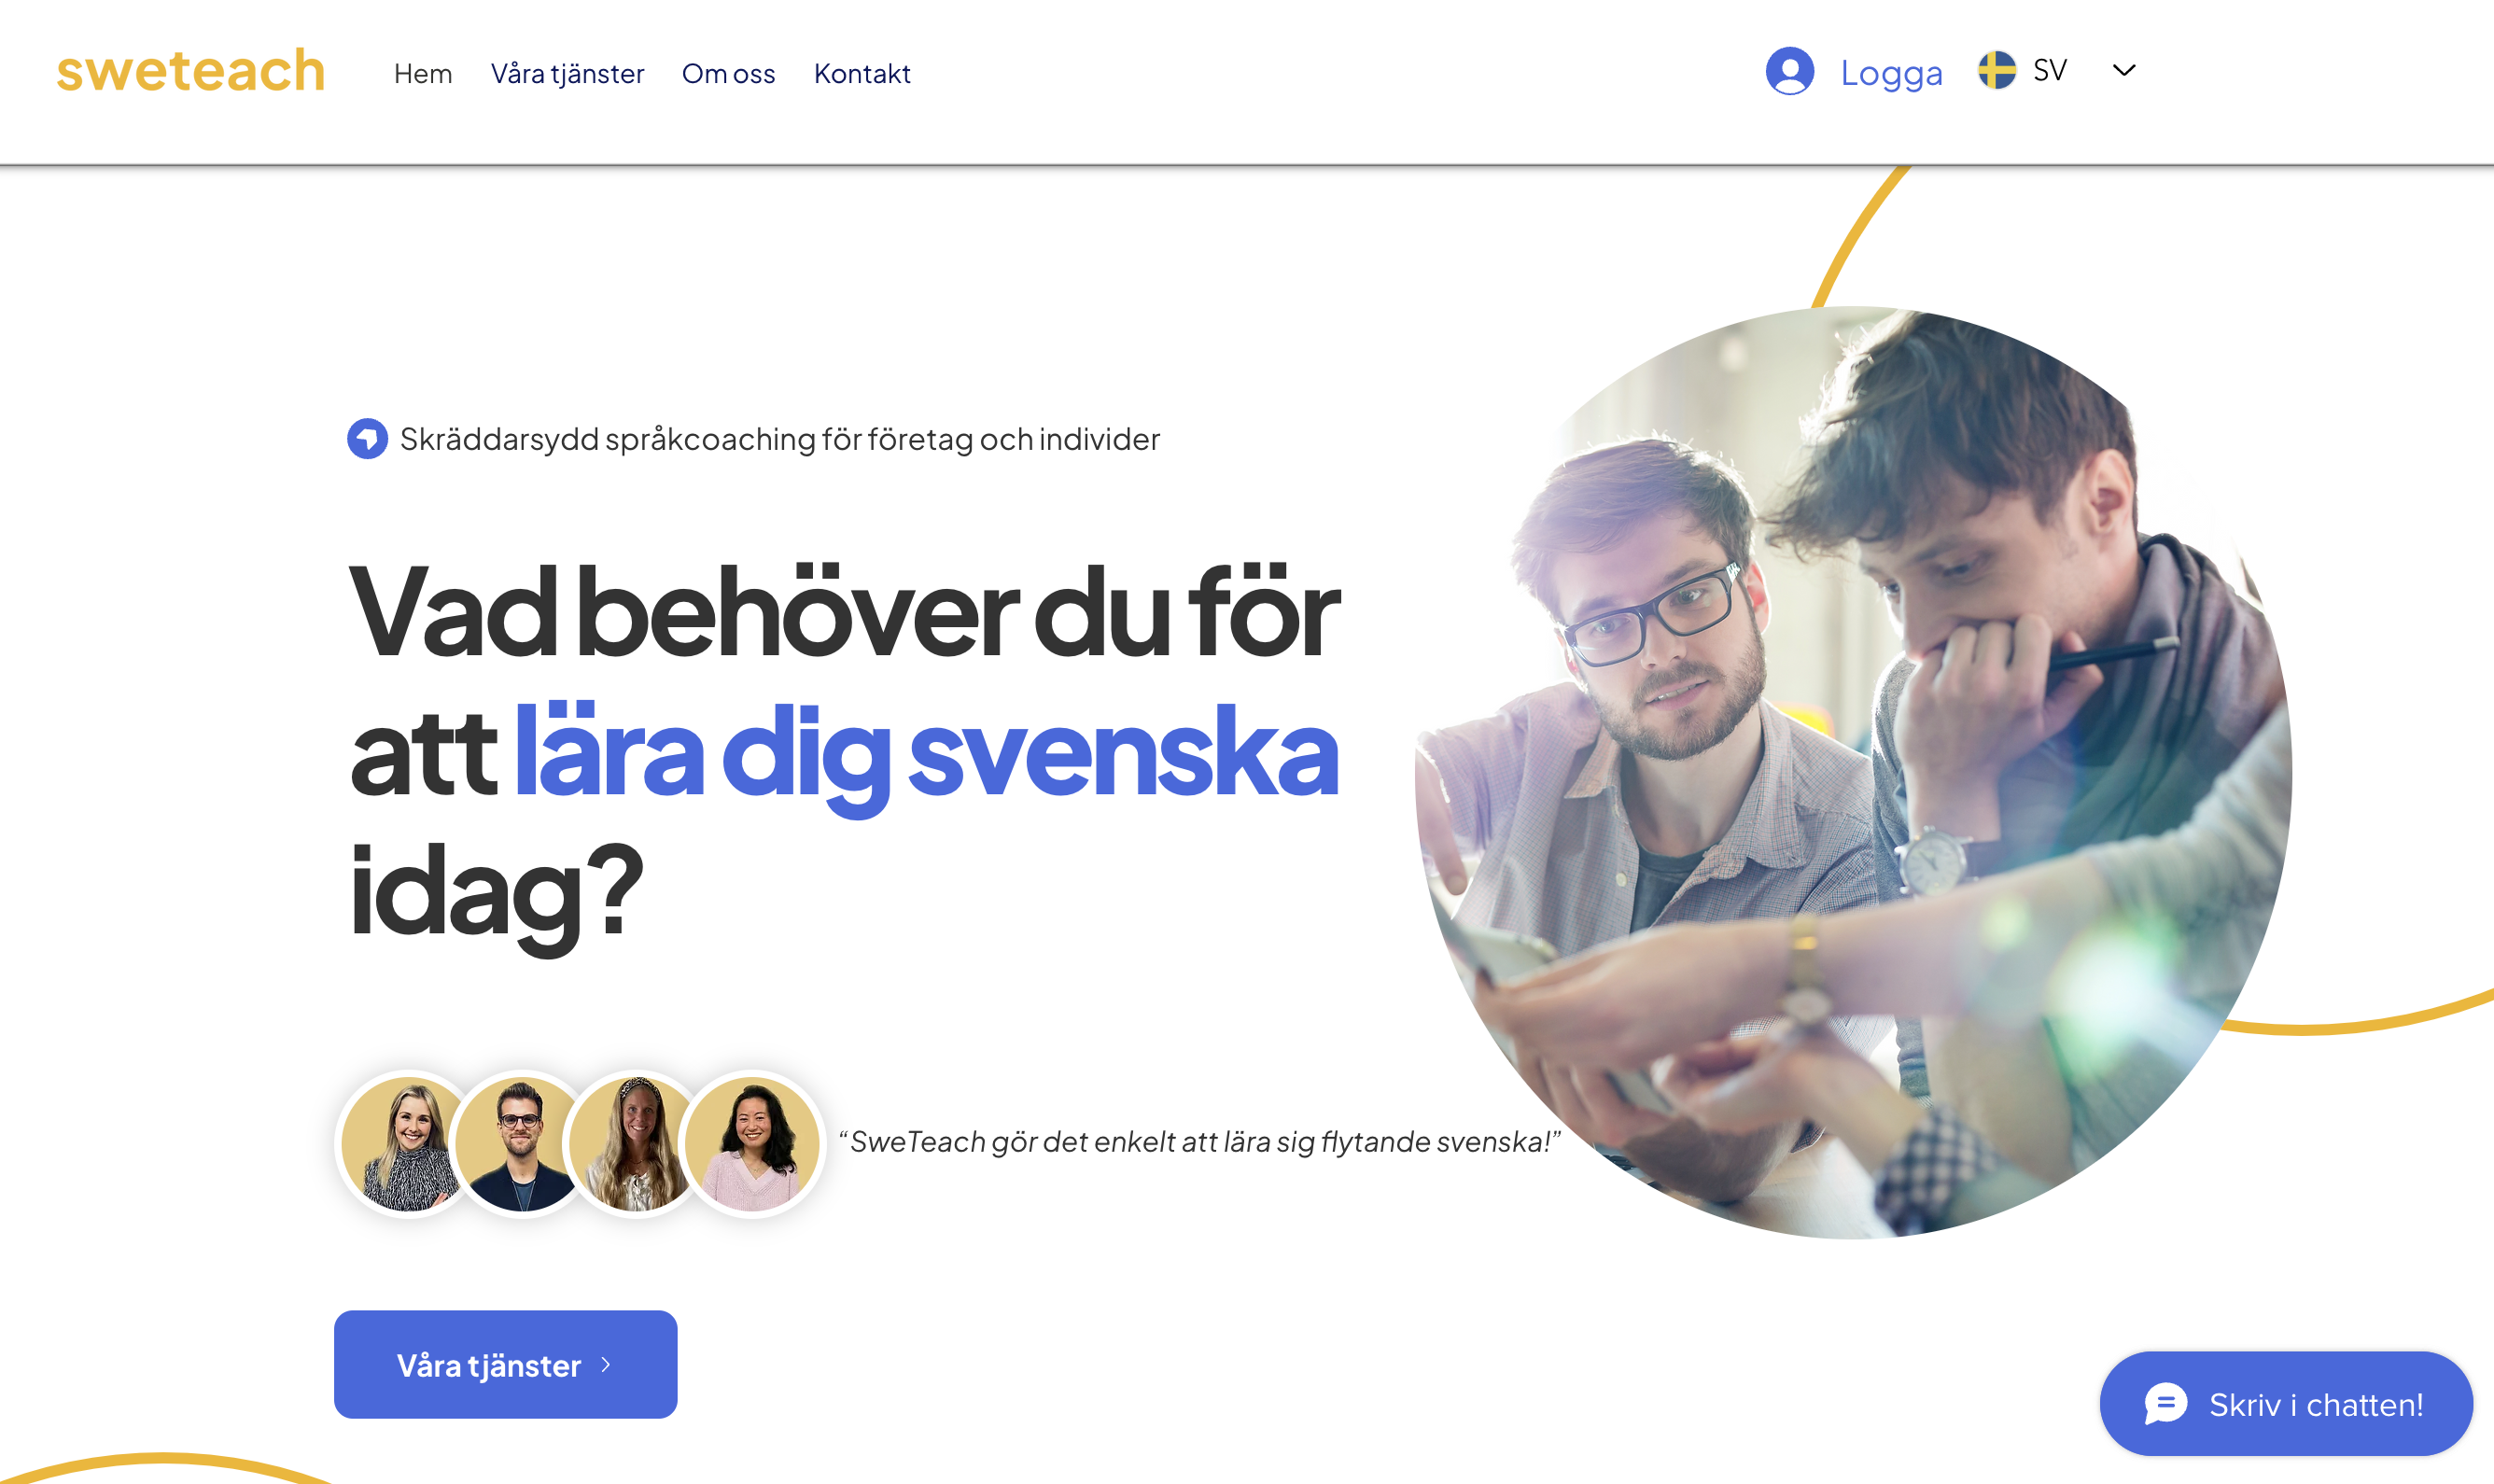 sweteach
Hem Våra tjänster Om oss Kontakt
Logga
SV
Skräddarsydd språkcoaching för företag och individer
Vad behöver du för
att lära dig svenska
idag?
“SweTeach gör det enkelt att lära sig flytande svenska!”
Våra tjänster
Skriv i chatten!